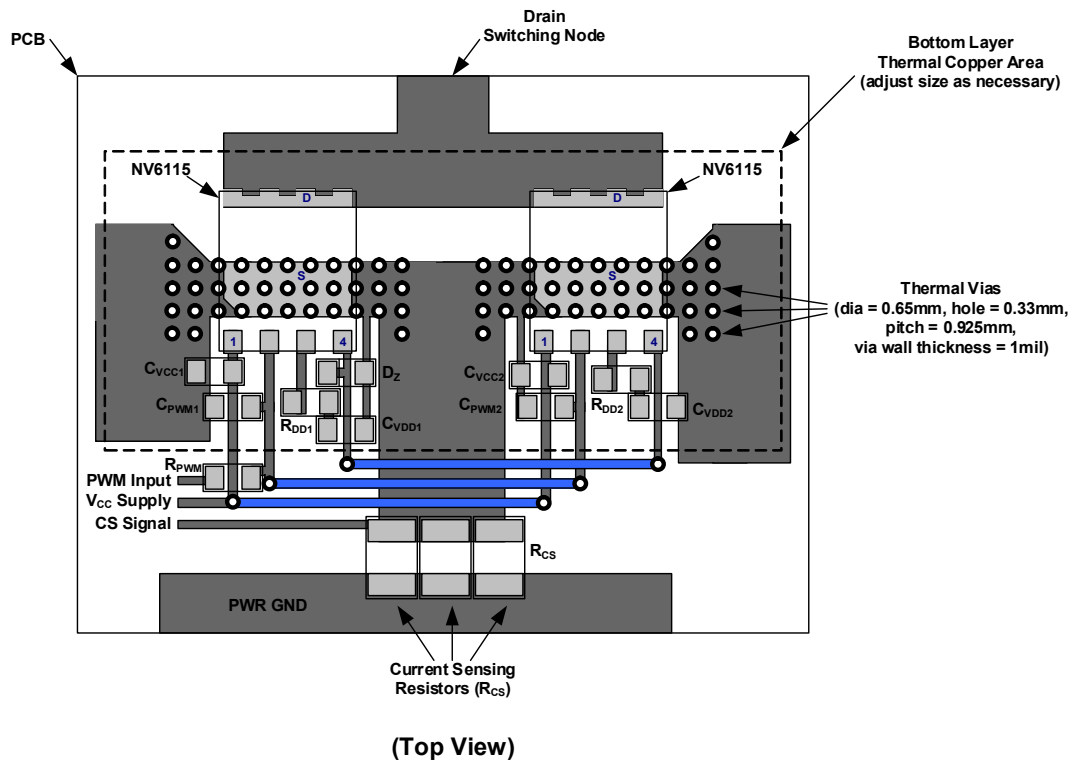 Drain
Switching Node
PCB
Bottom Layer
Thermal Copper Area
(adjust size as necessary)
NV6115
NV6115
D
D
S
S
Thermal Vias
(dia = 0.65mm, hole = 0.33mm,
pitch = 0.925mm,
via wall thickness = 1mil)
1
4
1
4
CVCC1
DZ
CVCC2
RDD2
CPWM1
RDD1
CVDD1
CPWM2
CVDD2
RPWM
PWM Input
VCC Supply
CS Signal
RCS
PWR GND
Current Sensing
Resistors (RCS)
(Top View)